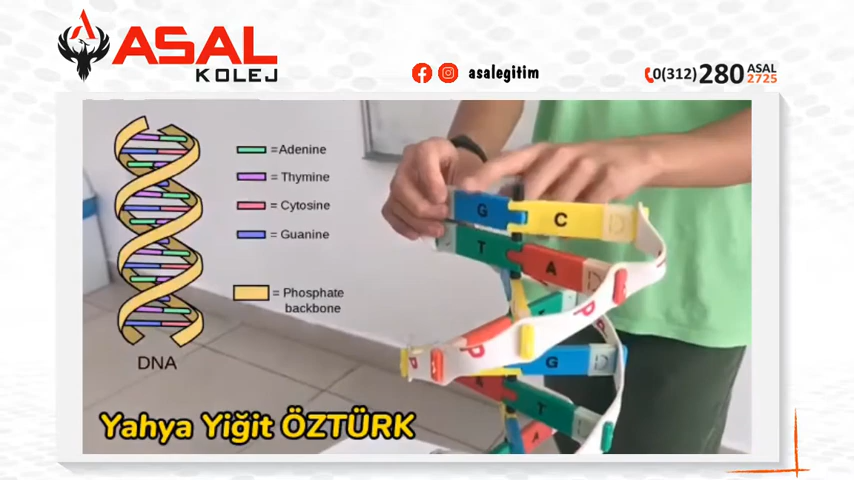 ASAL
KOLEJ
asalegitim
0(312) 280 ASAL 2725
=Adenine
= Thymine
= Cytosine
= Guanine
= Phosphate
backbone
DNA
G C
T A
P
P
P
G
A
T
A
Yahya Yiğit ÖZTÜRK